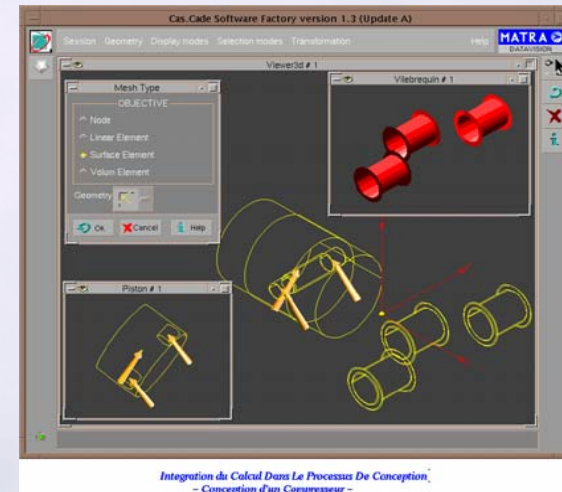 Cas.Cade Software Factory version 1.3 (Update A)
Session Geometry Display modes Selection modes Transformation Help
MATRA
DATAVISION
Viewer3d # 1
Mesh Type
OBJECTIVE
Node
Linear Element
Surface Element
Volum Element
Geometry
Ok Cancel Help
Vilebrequin # 1
Piston # 1
Integration du Calcul Dans Le Processus De Conception
- Conception d'un Compresseur -